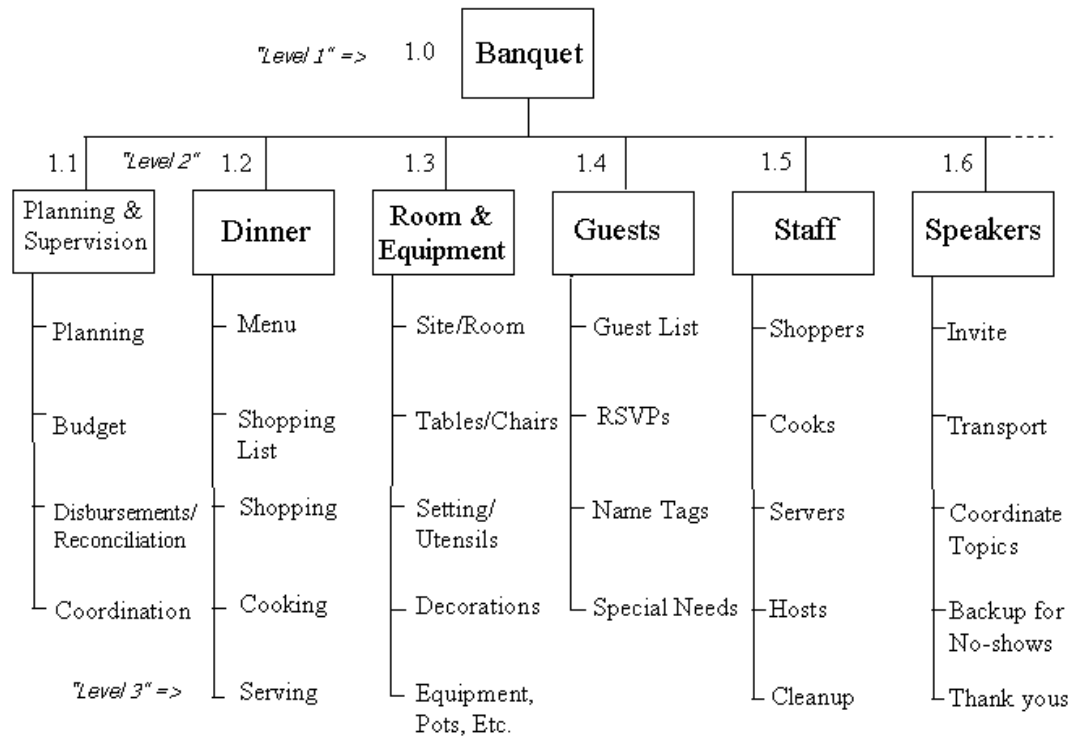 "Level 1" => 1.0 Banquet
1.1 "Level 2" 1.2 1.3 1.4 1.5 1.6
Planning &
Supervision
Dinner
Room &
Equipment
Guests
Staff
Speakers
Planning
Budget
Disbursements/
Reconciliation
Coordination
Menu
Shopping
List
Shopping
Cooking
"Level 3" => Serving
Site/Room
Tables/Chairs
Setting/
Utensils
Decorations
Equipment,
Pots, Etc.
Guest List
RSVPs
Name Tags
Special Needs
Shoppers
Cooks
Servers
Hosts
Cleanup
Invite
Transport
Coordinate
Topics
Backup for
No-shows
Thank yous